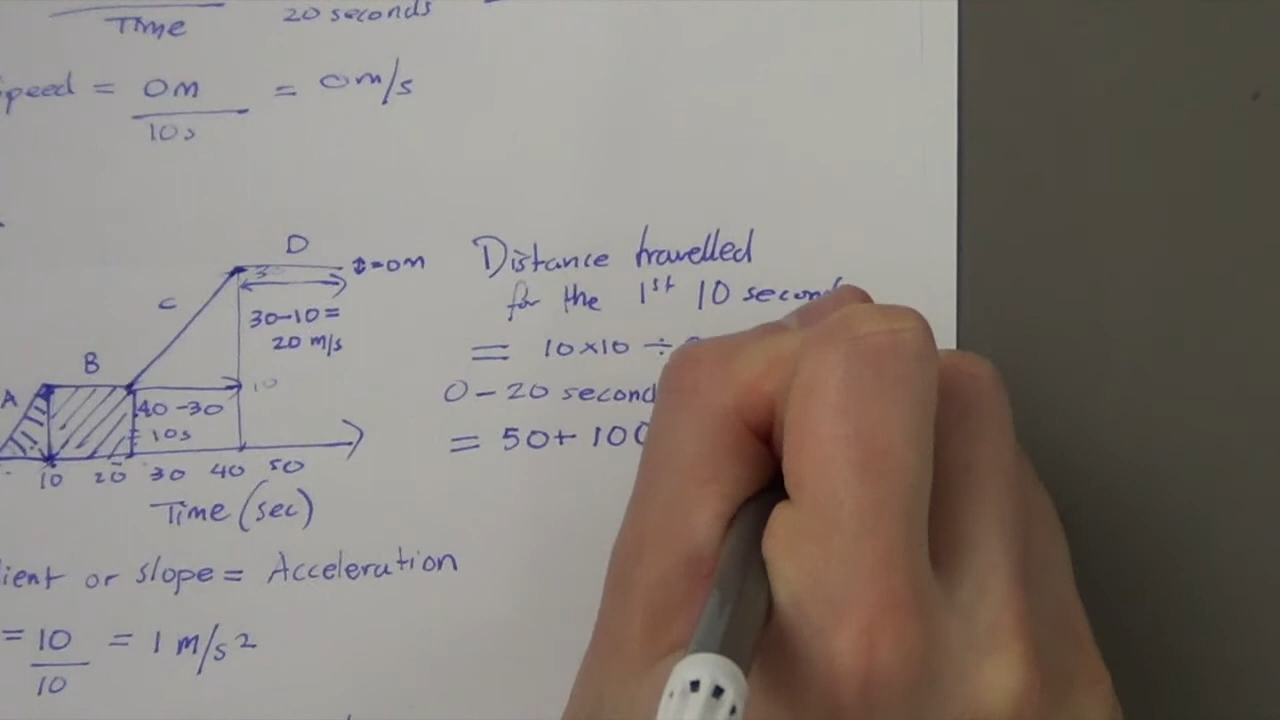 Time 20 seconds
speed = 0m = 0m/s
10s
D
↕=0m
C
30-10=
20 m/s
B
10
A
40-30
= 10s
10 20 30 40 50
Time (sec)
Distance travelled
for the 1st 10 seconds
= 10×10 ÷
0-20 second
= 50+100
ient or slope = Acceleration
= 10 = 1 m/s2
10